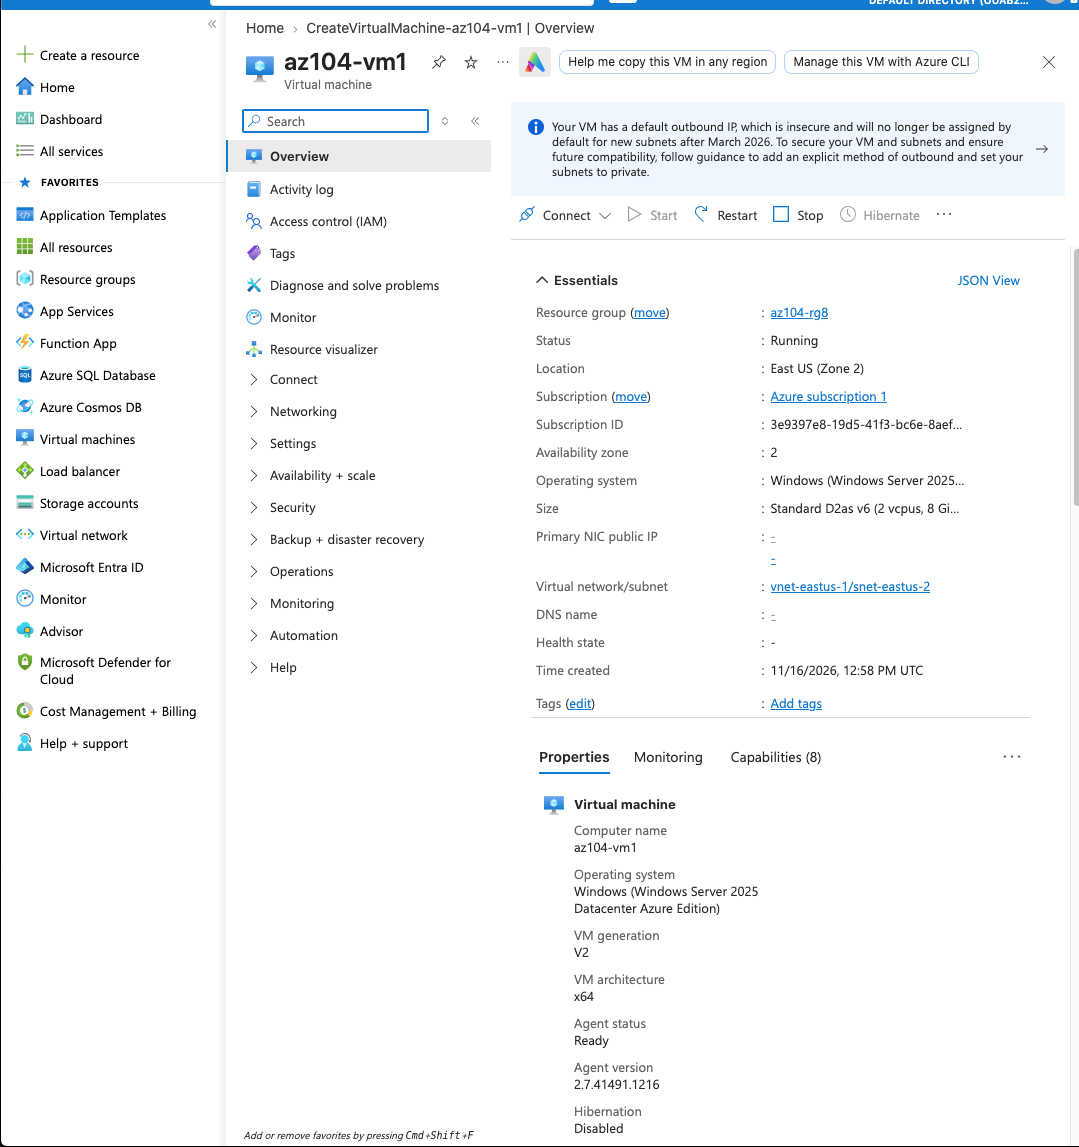 Home › CreateVirtualMachine-az104-vm1 | Overview
«
Create a resource
Home
Dashboard
All services
FAVORITES
Application Templates
All resources
Resource groups
App Services
Function App
Azure SQL Database
Azure Cosmos DB
Virtual machines
Load balancer
Storage accounts
Virtual network
Microsoft Entra ID
Monitor
Advisor
Microsoft Defender for
Cloud
Cost Management + Billing
Help + support
az104-vm1
Virtual machine
Help me copy this VM in any region
Manage this VM with Azure CLI
Search
«
Overview
Activity log
Access control (IAM)
Tags
Diagnose and solve problems
Monitor
Resource visualizer
Connect
Networking
Settings
Availability + scale
Security
Backup + disaster recovery
Operations
Monitoring
Automation
Help
Add or remove favorites by pressing Cmd+Shift+F
Your VM has a default outbound IP, which is insecure and will no longer be assigned by
default for new subnets after March 2026. To secure your VM and subnets and ensure
future compatibility, follow guidance to add an explicit method of outbound and set your
subnets to private.
Connect Start Restart Stop Hibernate ···
Essentials JSON View
Resource group (move) : az104-rg8
Status : Running
Location : East US (Zone 2)
Subscription (move) : Azure subscription 1
Subscription ID : 3e9397e8-19d5-41f3-bc6e-8aef...
Availability zone : 2
Operating system : Windows (Windows Server 2025...
Size : Standard D2as v6 (2 vcpus, 8 Gi...
Primary NIC public IP : -
-
Virtual network/subnet : vnet-eastus-1/snet-eastus-2
DNS name : -
Health state : -
Time created : 11/16/2026, 12:58 PM UTC
Tags (edit) : Add tags
Properties Monitoring Capabilities (8) ···
Virtual machine
Computer name
az104-vm1
Operating system
Windows (Windows Server 2025
Datacenter Azure Edition)
VM generation
V2
VM architecture
x64
Agent status
Ready
Agent version
2.7.41491.1216
Hibernation
Disabled